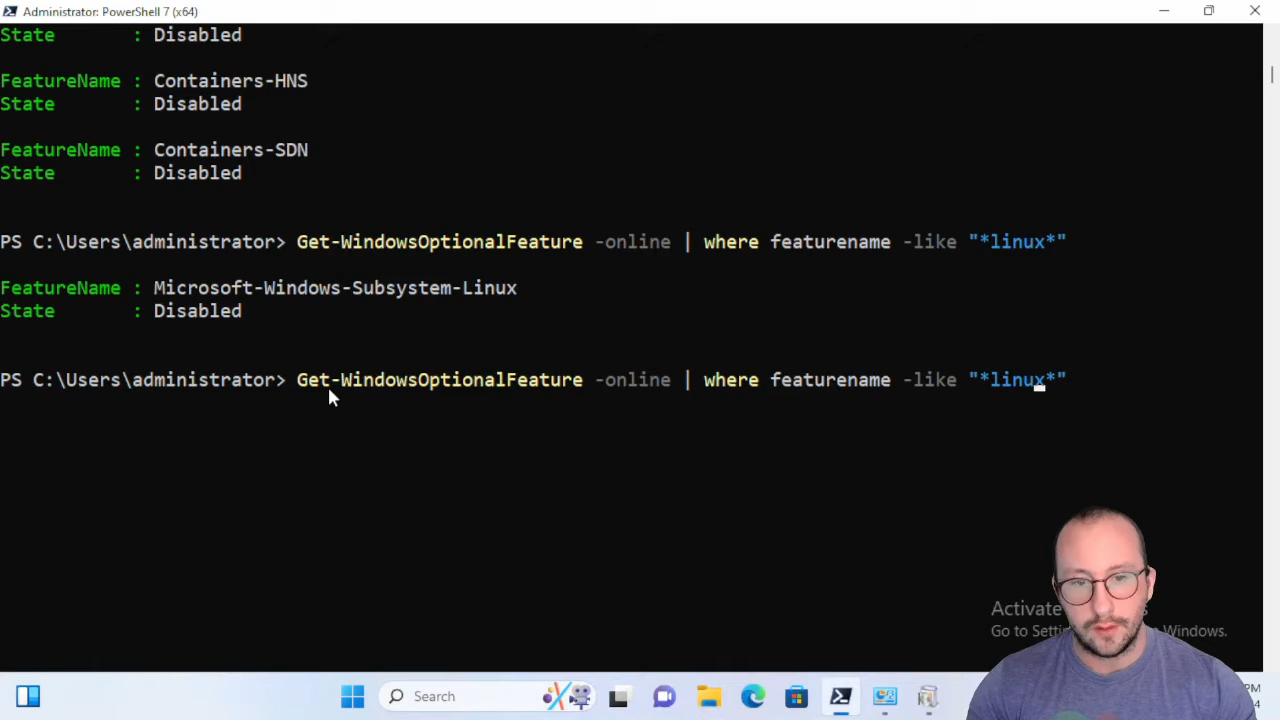 Administrator: PowerShell 7 (x64)
State : Disabled
FeatureName : Containers-HNS
State : Disabled
FeatureName : Containers-SDN
State : Disabled
PS C:\Users\administrator> Get-WindowsOptionalFeature -online | where featurename -like "*linux*"
FeatureName : Microsoft-Windows-Subsystem-Linux
State : Disabled
PS C:\Users\administrator> Get-WindowsOptionalFeature -online | where featurename -like "*linux*"
Activate
Go to Windows.
Search